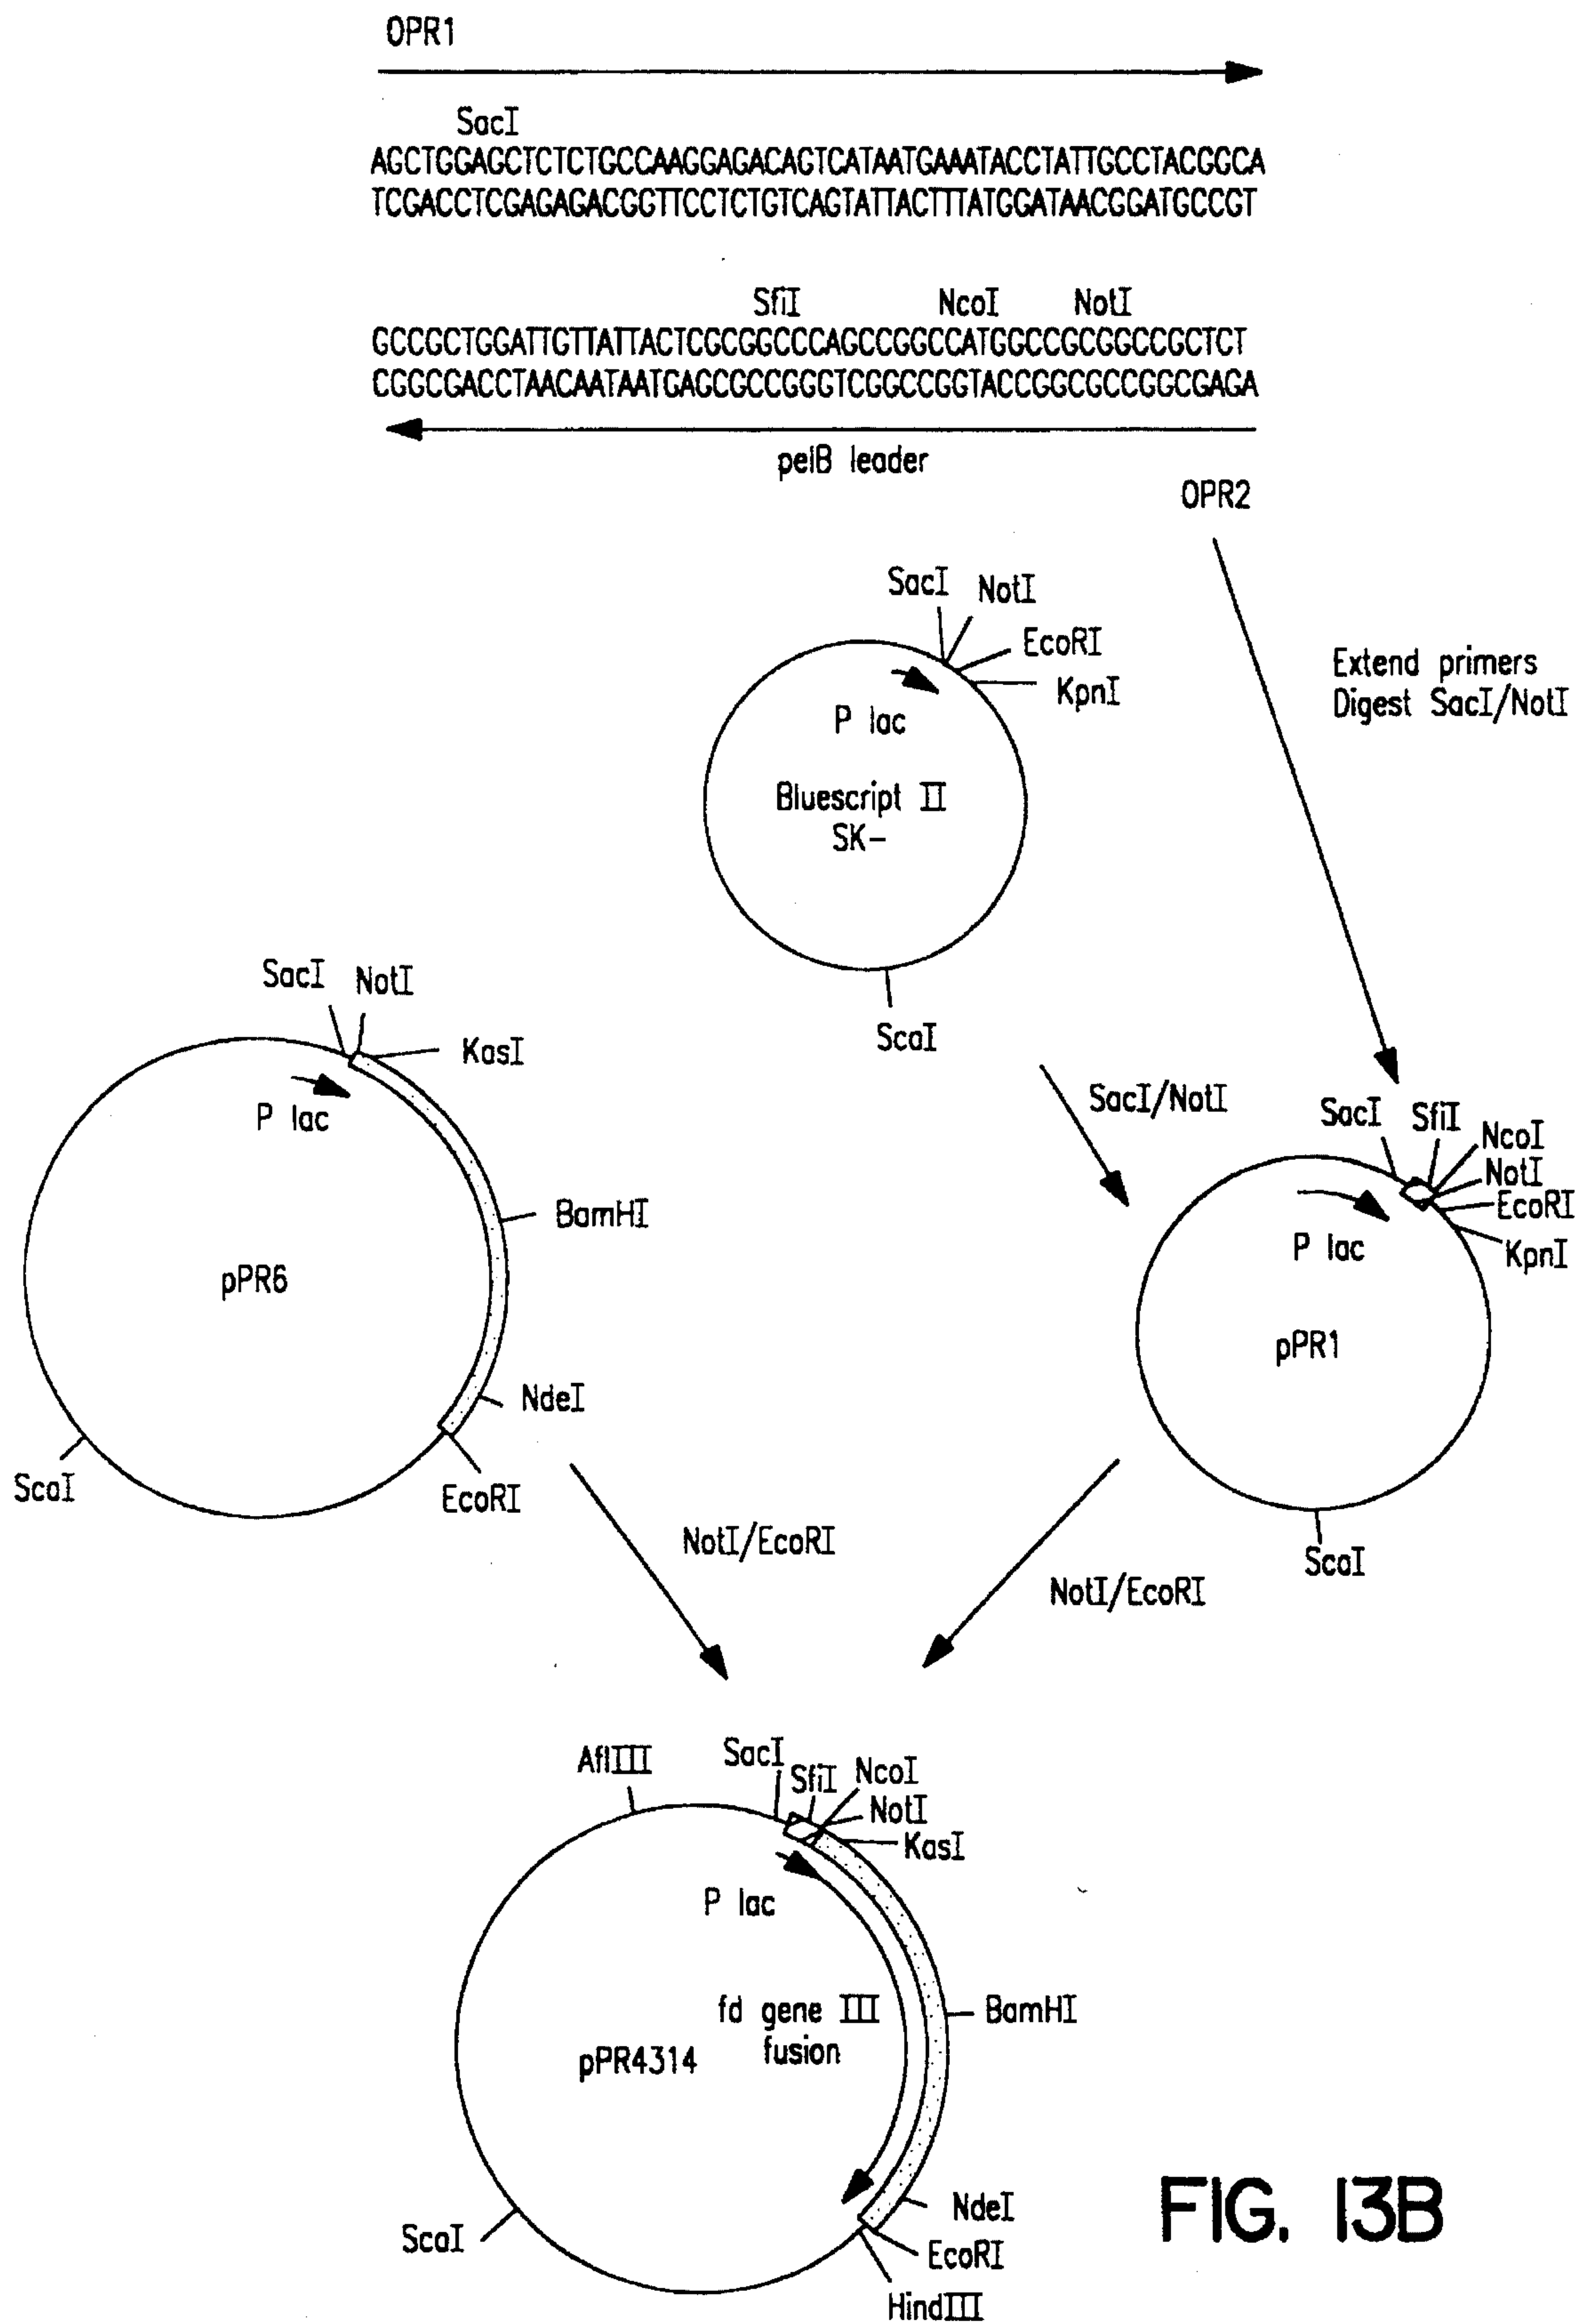 OPR1
SacI
AGCTGGAGCTCTCTGCCAAGGAGACAGTCATAATGAAATACCTATTGCCTACGGCA
TCGACCTCGAGAGACGGTTCCTCTGTCAGTATTACTTTATGGATAACGGATGCCGT
SfiI NcoI NotI
GCCGCTGGATTGTTATTACTCGCGGCCCAGCCGGCCATGGCCGCGGCCGCTCT
CGGCGACCTAACAATAATGAGCGCCGGGTCGGCCGGTACCGGCGCCGGCGAGA
pelB leader
OPR2
SacI NotI
EcoRI
KpnI
P lac
Bluescript II
SK-
ScaI
Extend primers
Digest SacI/NotI
SacI NotI
KasI
P lac
BamHI
pPR6
NdeI
ScaI
EcoRI
SacI/NotI
SacI SfiI
NcoI
NotI
EcoRI
KpnI
P lac
pPR1
ScaI
NotI/EcoRI
NotI/EcoRI
AflIII
SacI
SfiI NcoI
NotI
KasI
P lac
fd gene III
fusion
BamHI
pPR4314
NdeI
ScaI
EcoRI
HindIII
FIG. 13B